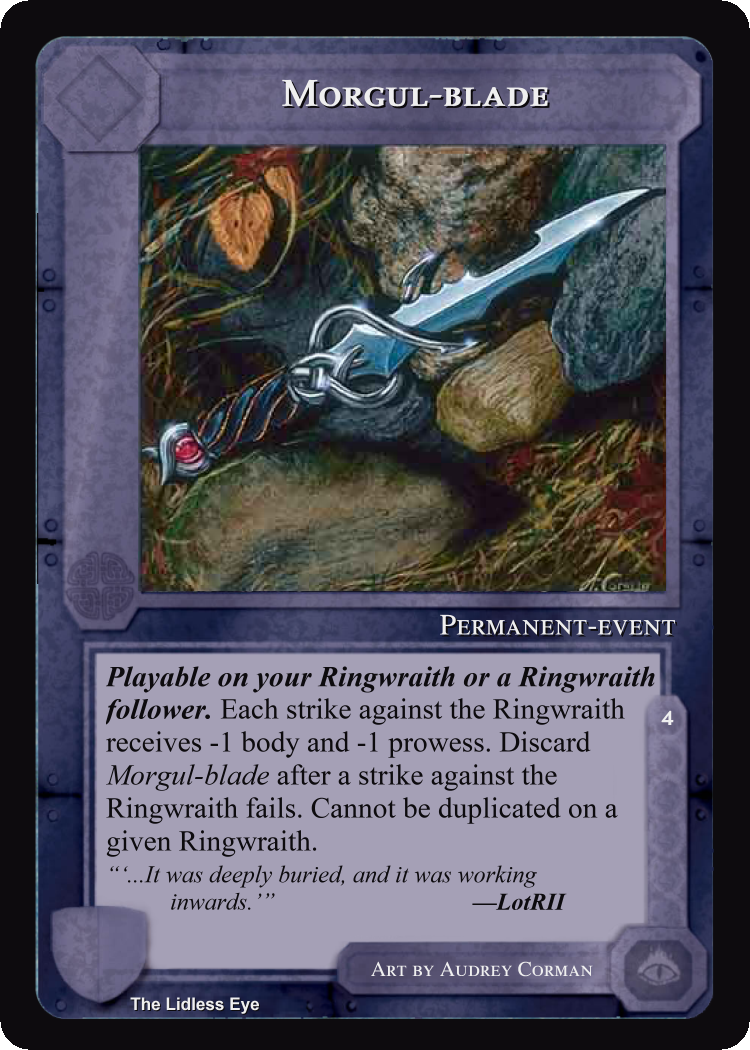 Morgul-blade
A. Corman
Permanent-event
Playable on your Ringwraith or a Ringwraith
follower. Each strike against the Ringwraith
receives -1 body and -1 prowess. Discard
Morgul-blade after a strike against the
Ringwraith fails. Cannot be duplicated on a
given Ringwraith.
4
“‘...It was deeply buried, and it was working
inwards.’” —LotRII
Art by Audrey Corman
The Lidless Eye